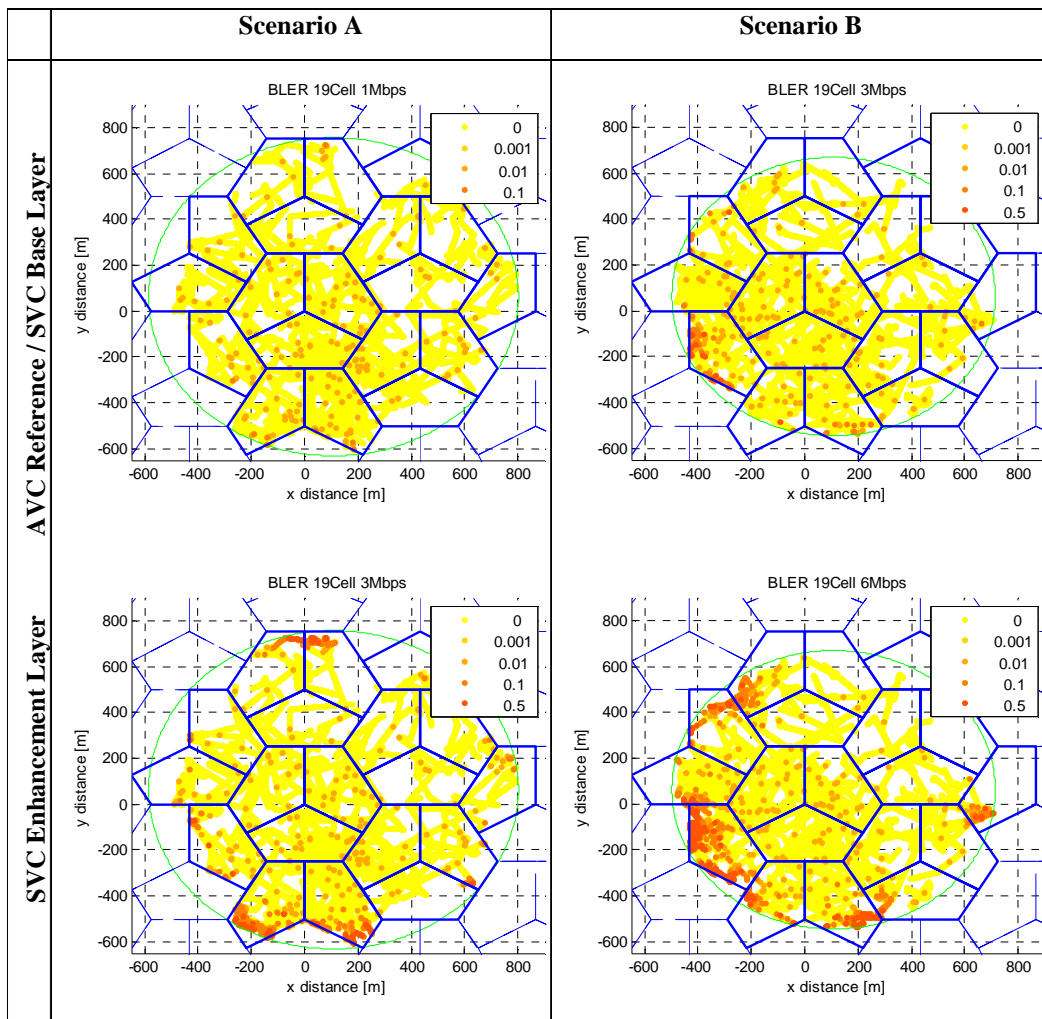 Scenario A
Scenario B
AVC Reference / SVC Base Layer
BLER 19Cell 1Mbps
800
600
400
200
0
-200
-400
-600
-600 -400 -200 0 200 400 600 800
x distance [m]
y distance [m]
0
0.001
0.01
0.1
BLER 19Cell 3Mbps
800
600
400
200
0
-200
-400
-600
-600 -400 -200 0 200 400 600 800
x distance [m]
y distance [m]
0
0.001
0.01
0.1
0.5
SVC Enhancement Layer
BLER 19Cell 3Mbps
800
600
400
200
0
-200
-400
-600
-600 -400 -200 0 200 400 600 800
x distance [m]
y distance [m]
0
0.001
0.01
0.1
0.5
BLER 19Cell 6Mbps
800
600
400
200
0
-200
-400
-600
-600 -400 -200 0 200 400 600 800
x distance [m]
y distance [m]
0
0.001
0.01
0.1
0.5